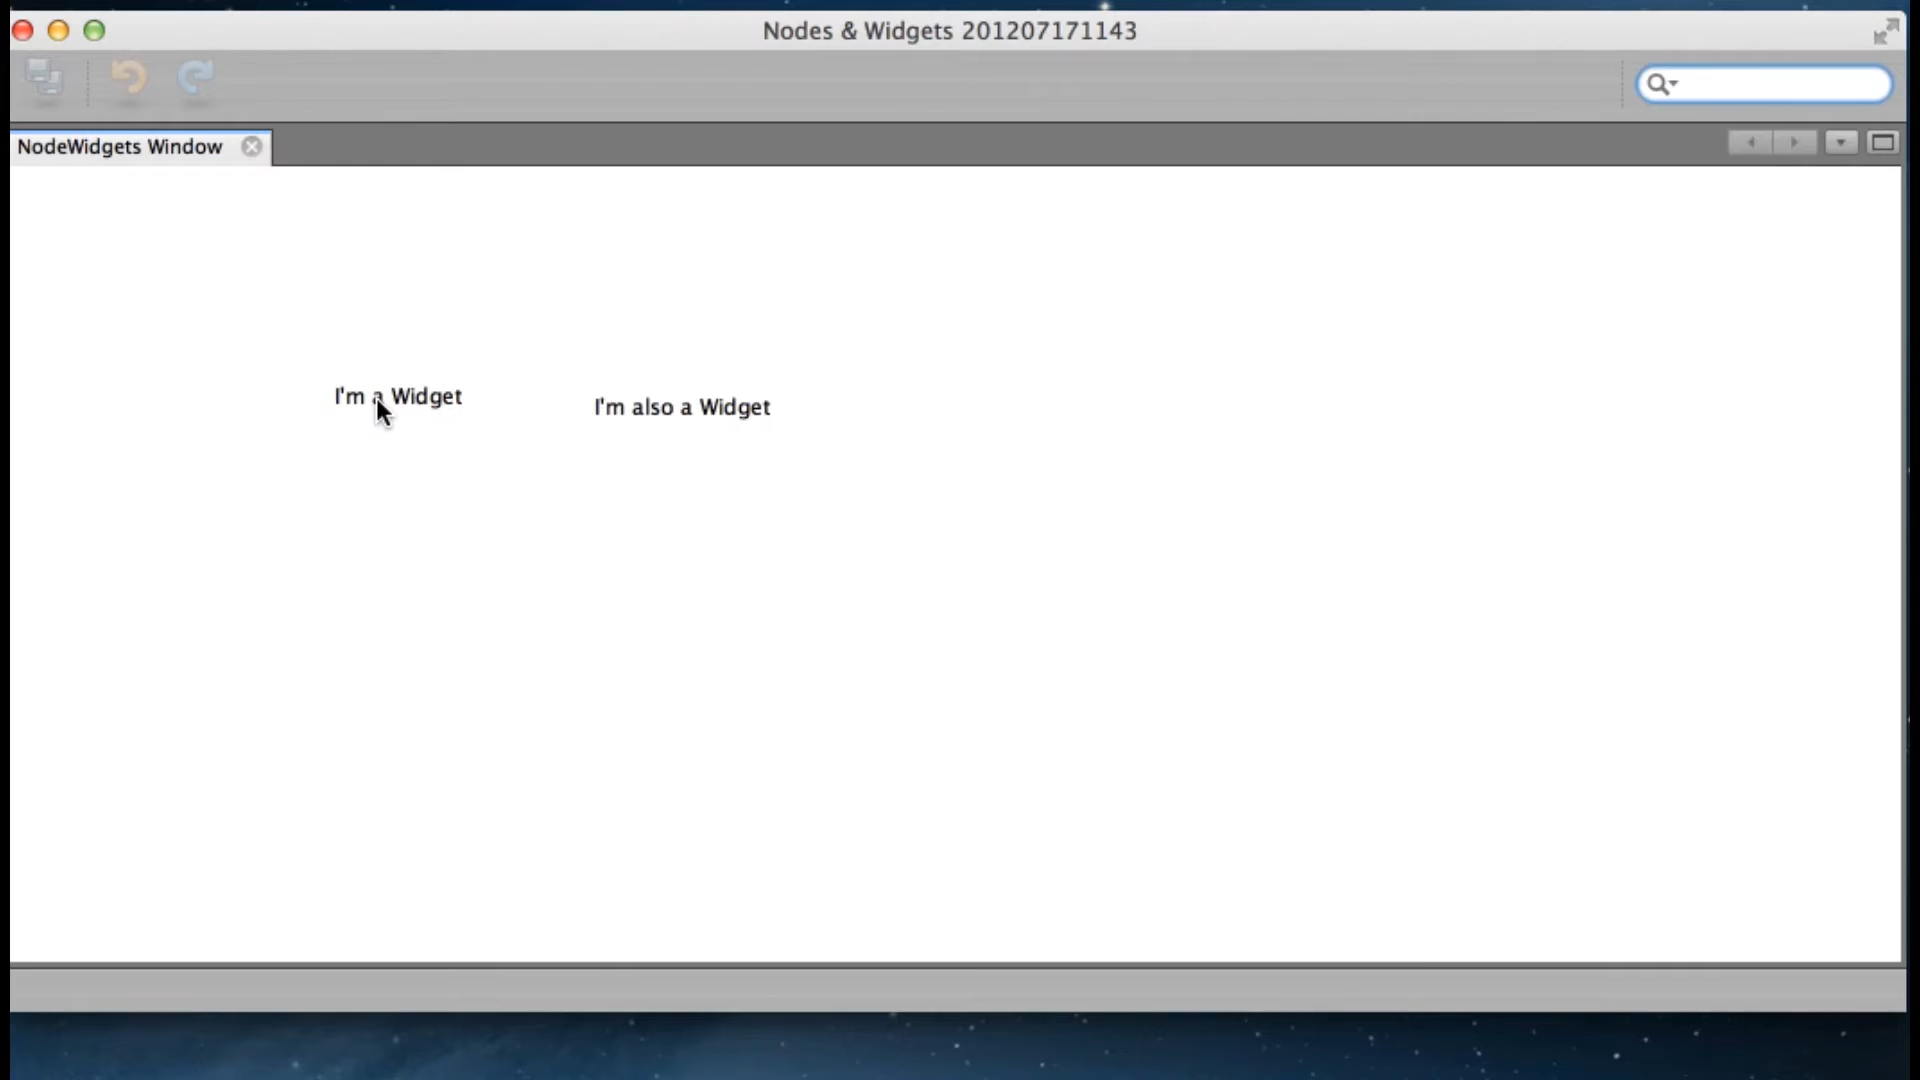 Nodes & Widgets 201207171143
NodeWidgets Window
I'm a Widget
I'm also a Widget